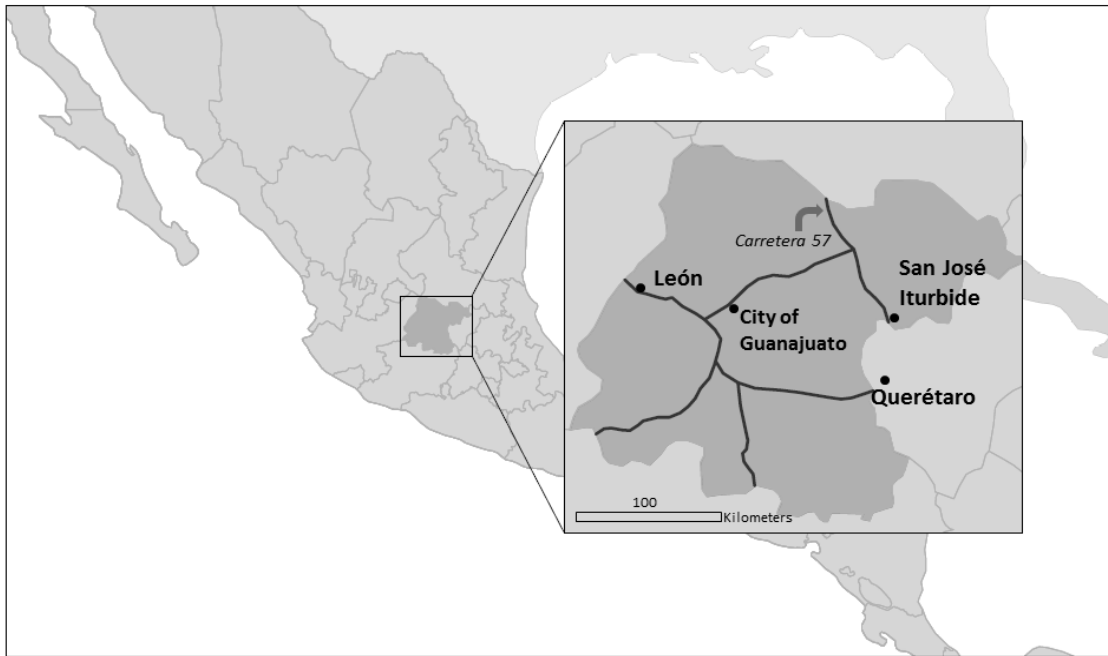 Carretera 57
León
San José
Iturbide
City of
Guanajuato
Querétaro
100
Kilometers